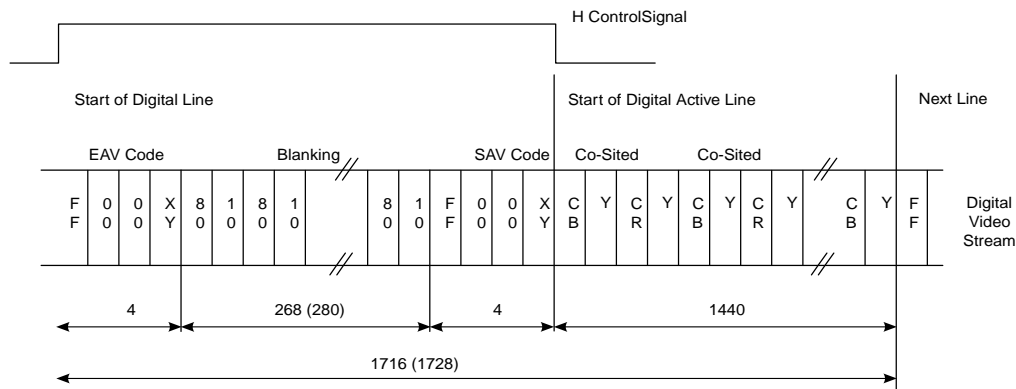 H ControlSignal
Start of Digital Line
Start of Digital Active Line
Next Line
EAV Code
Blanking
SAV Code
Co-Sited
Co-Sited
F 0 0 X 8 1 8 1 8 1 F 0 0 X C Y C Y C Y C Y C Y F
F 0 0 Y 0 0 0 0 0 0 F 0 0 Y B R B R B F
Digital
Video
Stream
4
268 (280)
4
1440
1716 (1728)